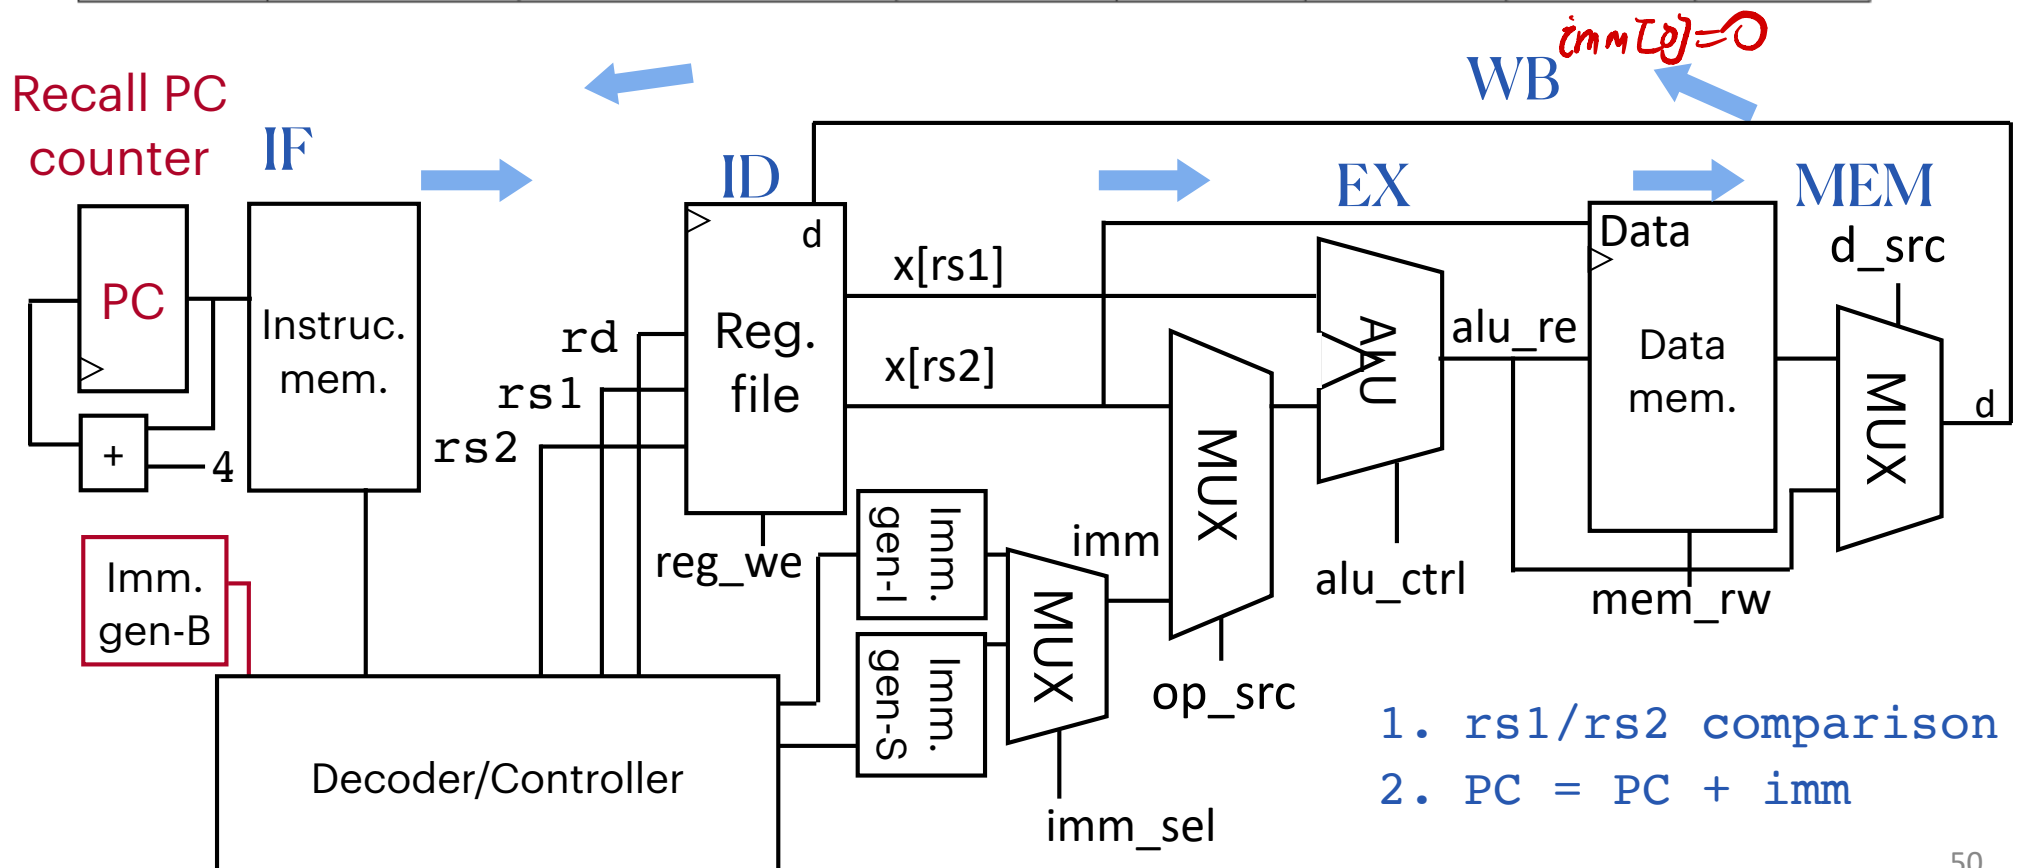 imm[0]=0
WB
Recall PC
counter
IF
ID
EX
MEM
d
Data
d_src
x[rs1]
PC
Instruc.
mem.
rd
Reg.
file
ALU
alu_re
Data
mem.
MUX
rs1
x[rs2]
d
rs2
+
4
MUX
reg_we
Imm.
gen-I
imm
alu_ctrl
mem_rw
Imm.
gen-B
MUX
Imm.
gen-S
op_src
1. rs1/rs2 comparison
2. PC = PC + imm
Decoder/Controller
imm_sel
50